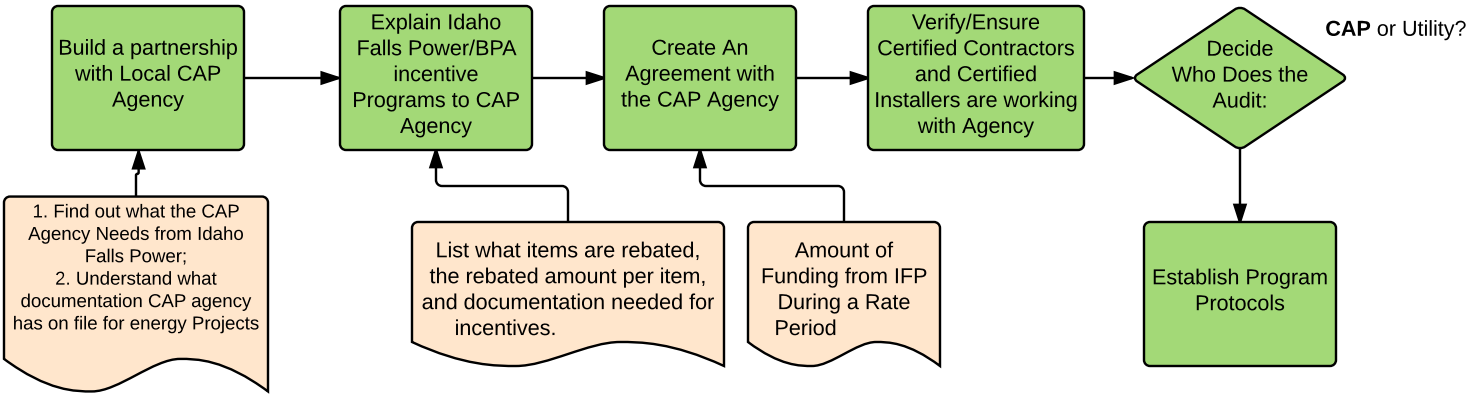 Build a partnership
with Local CAP
Agency
Explain Idaho
Falls Power/BPA
incentive
Programs to CAP
Agency
Create An
Agreement with
the CAP Agency
Verify/Ensure
Certified Contractors
and Certified
Installers are working
with Agency
Decide
Who Does the
Audit:
CAP or Utility?
1. Find out what the CAP
Agency Needs from Idaho
Falls Power;
2. Understand what
documentation CAP agency
has on file for energy Projects
List what items are rebated,
the rebated amount per item,
and documentation needed for
incentives.
Amount of
Funding from IFP
During a Rate
Period
Establish Program
Protocols